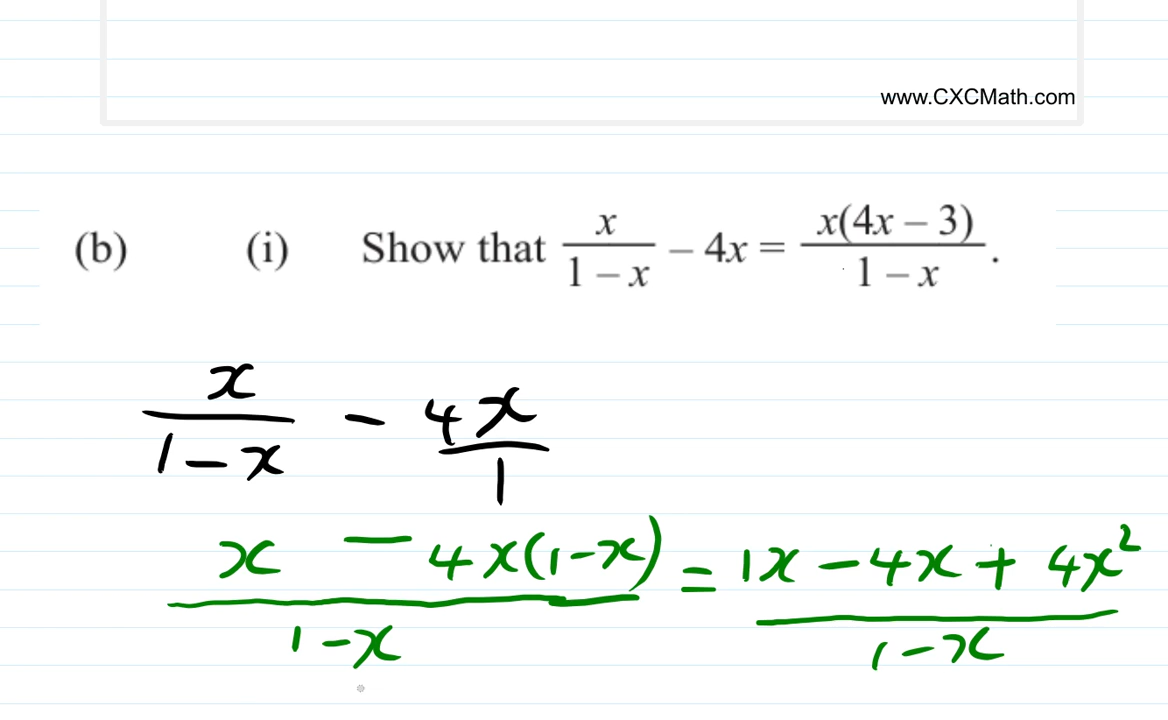 www.CXCMath.com
(b) (i) Show that x/(1 – x) – 4x = x(4x – 3)/(1 – x).
x/(1-x) - 4x/1
(x - 4x(1-x))/(1-x) = (1x - 4x + 4x²)/(1-x)